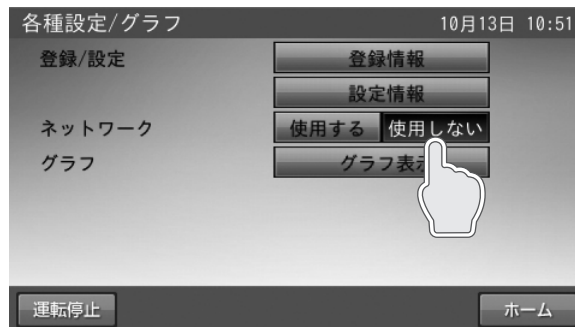 各種設定/グラフ 10月13日 10:51
登録/設定 登録情報
設定情報
ネットワーク 使用する 使用しない
グラフ グラフ表
運転停止 ホーム